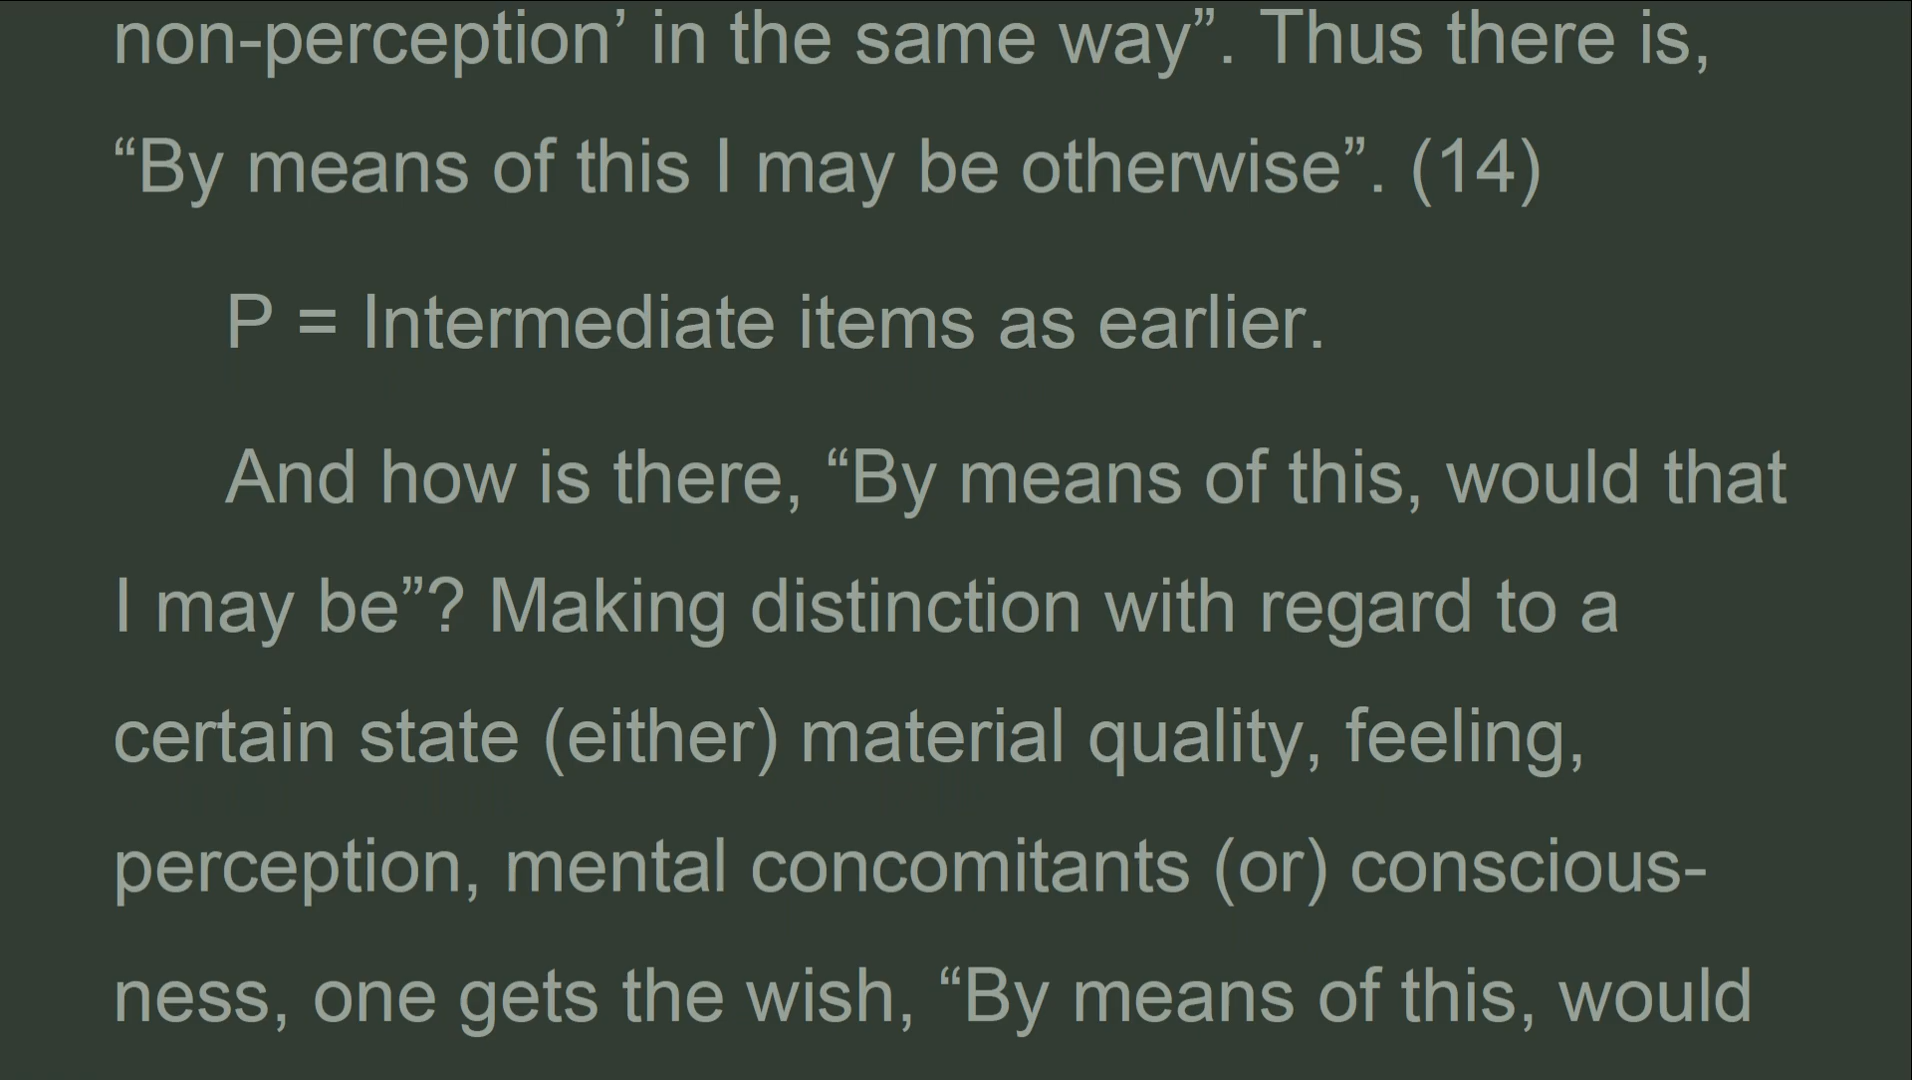 non-perception’ in the same way”. Thus there is,
“By means of this I may be otherwise”. (14)
P = Intermediate items as earlier.
And how is there, “By means of this, would that
I may be”? Making distinction with regard to a
certain state (either) material quality, feeling,
perception, mental concomitants (or) conscious-
ness, one gets the wish, “By means of this, would